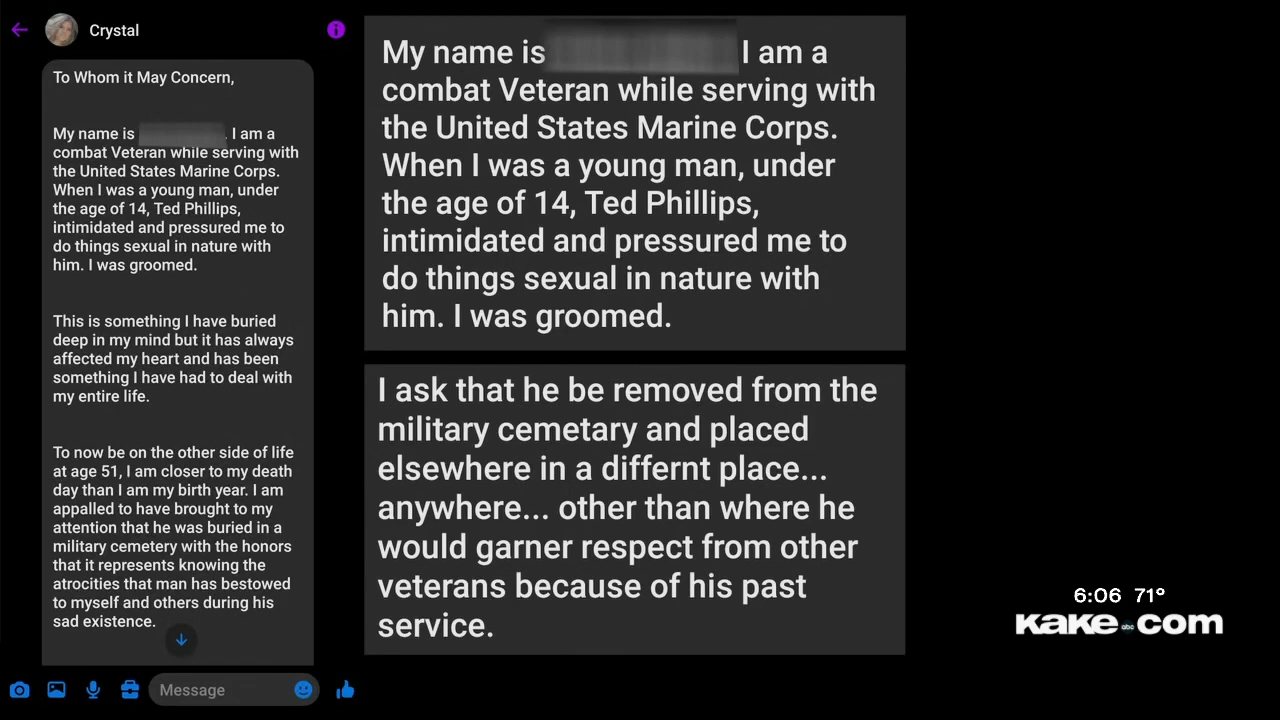 Crystal
To Whom it May Concern,
My name is . I am a
combat Veteran while serving with
the United States Marine Corps.
When I was a young man, under
the age of 14, Ted Phillips,
intimidated and pressured me to
do things sexual in nature with
him. I was groomed.
This is something I have buried
deep in my mind but it has always
affected my heart and has been
something I have had to deal with
my entire life.
To now be on the other side of life
at age 51, I am closer to my death
day than I am my birth year. I am
appalled to have brought to my
attention that he was buried in a
military cemetery with the honors
that it represents knowing the
atrocities that man has bestowed
to myself and others during his
sad existence.
Message
My name is I am a
combat Veteran while serving with
the United States Marine Corps.
When I was a young man, under
the age of 14, Ted Phillips,
intimidated and pressured me to
do things sexual in nature with
him. I was groomed.
I ask that he be removed from the
military cemetary and placed
elsewhere in a differnt place...
anywhere... other than where he
would garner respect from other
veterans because of his past
service.
6:06 71°
KAKE abc .COM